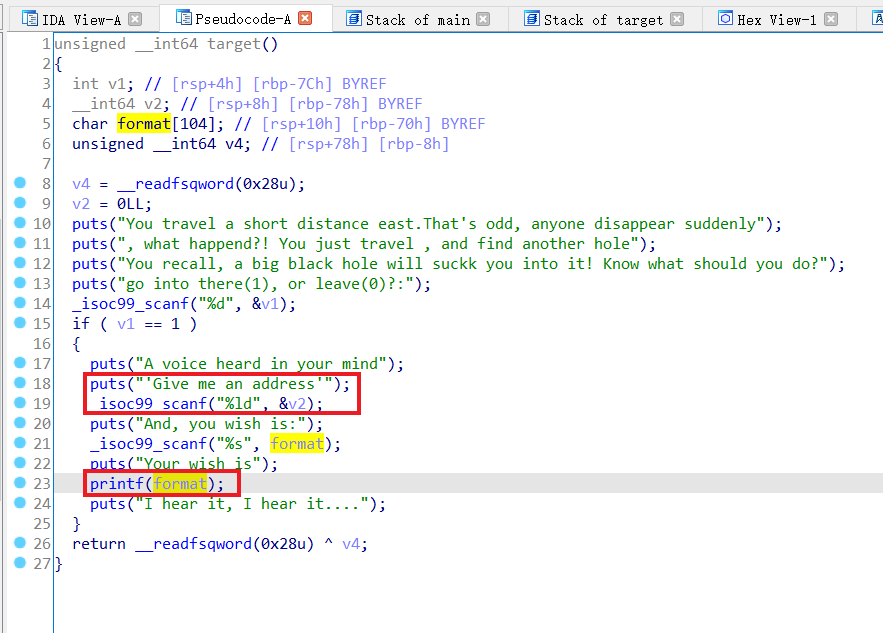 IDA View-A Pseudocode-A Stack of main Stack of target Hex View-1
1 unsigned __int64 target()
2 {
3 int v1; // [rsp+4h] [rbp-7Ch] BYREF
4 __int64 v2; // [rsp+8h] [rbp-78h] BYREF
5 char format[104]; // [rsp+10h] [rbp-70h] BYREF
6 unsigned __int64 v4; // [rsp+78h] [rbp-8h]
7
8 v4 = __readfsqword(0x28u);
9 v2 = 0LL;
10 puts("You travel a short distance east.That's odd, anyone disappear suddenly");
11 puts(", what happend?! You just travel , and find another hole");
12 puts("You recall, a big black hole will suckk you into it! Know what should you do?");
13 puts("go into there(1), or leave(0)?:");
14 _isoc99_scanf("%d", &v1);
15 if ( v1 == 1 )
16 {
17 puts("A voice heard in your mind");
18 puts("'Give me an address'");
19 _isoc99_scanf("%ld", &v2);
20 puts("And, you wish is:");
21 _isoc99_scanf("%s", format);
22 puts("Your wish is");
23 printf(format);
24 puts("I hear it, I hear it....");
25 }
26 return __readfsqword(0x28u) ^ v4;
27 }